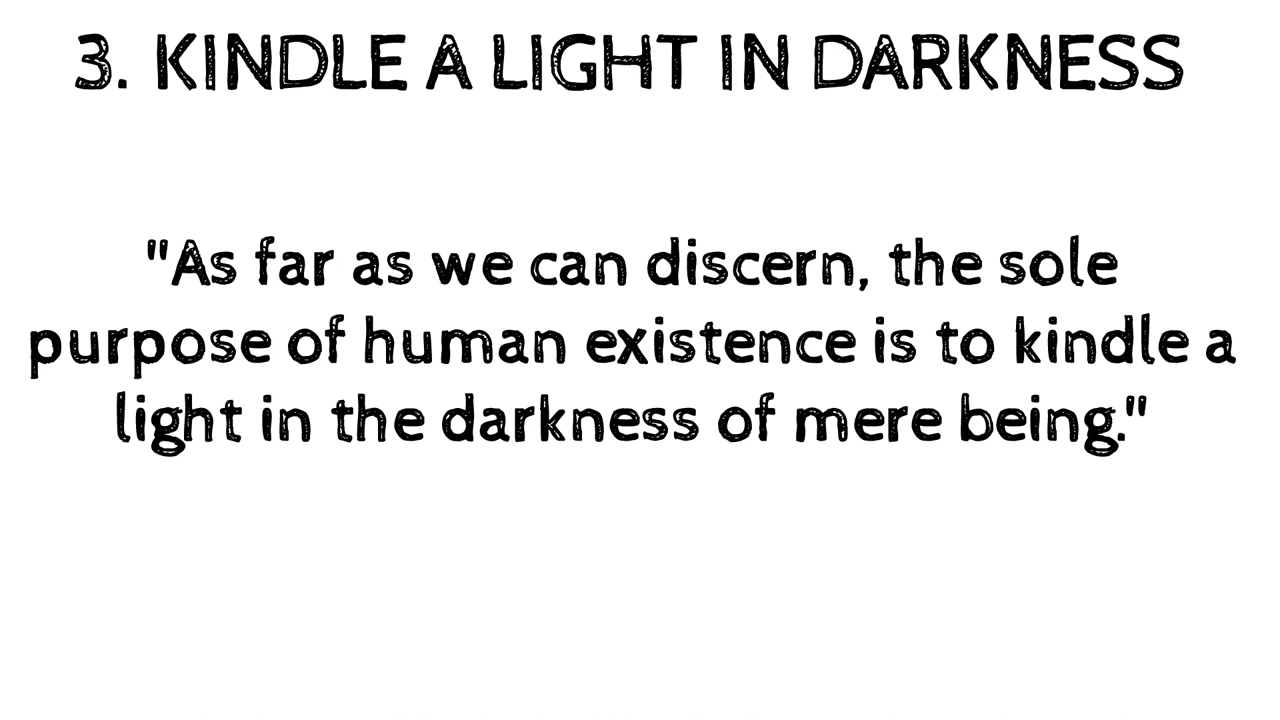 3. KINDLE A LIGHT IN DARKNESS
"As far as we can discern, the sole
purpose of human existence is to kindle a
light in the darkness of mere being."